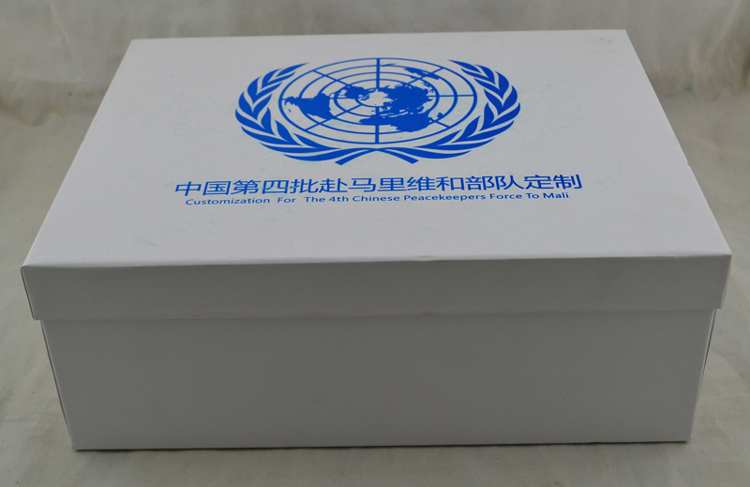 中国第四批赴马里维和部队定制
Customization For The 4th Chinese Peacekeepers Force To Mali